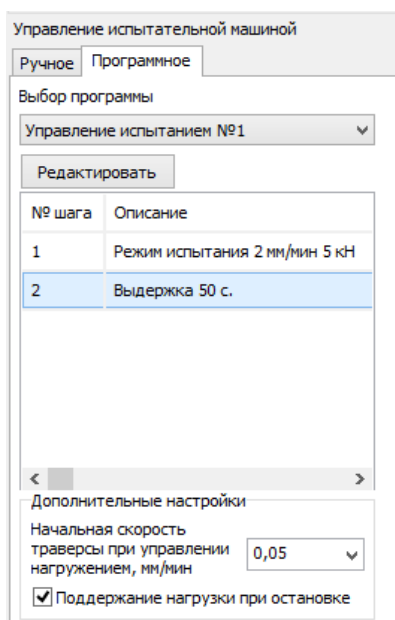 Управление испытательной машиной
Ручное Программное
Выбор программы
Управление испытанием №1
Редактировать
№ шага Описание
1 Режим испытания 2 мм/мин 5 кН
2 Выдержка 50 с.
Дополнительные настройки
Начальная скорость
траверсы при управлении
нагружением, мм/мин
0,05
Поддержание нагрузки при остановке